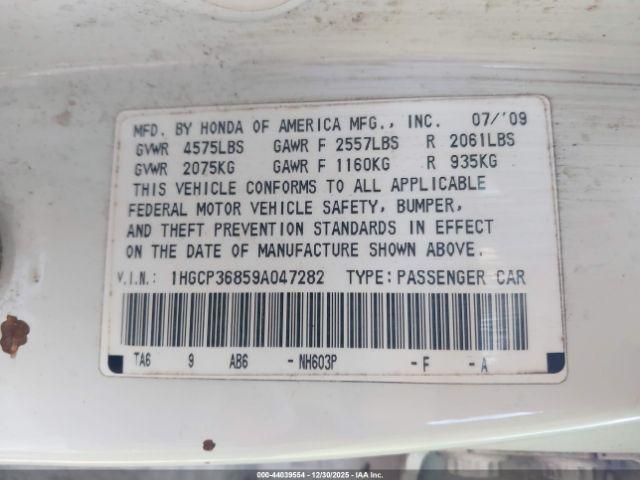 MFD. BY HONDA OF AMERICA MFG., INC. 07/'09
GVWR 4575LBS GAWR F 2557LBS R 2061LBS
GVWR 2075KG GAWR F 1160KG R 935KG
THIS VEHICLE CONFORMS TO ALL APPLICABLE
FEDERAL MOTOR VEHICLE SAFETY, BUMPER,
AND THEFT PREVENTION STANDARDS IN EFFECT
ON THE DATE OF MANUFACTURE SHOWN ABOVE.
V.I.N.: 1HGCP36859A047282 TYPE: PASSENGER CAR
TA6 9 AB6 -NH603P -F -A
000-44039554 - 12/30/2025 - IAAI.COM